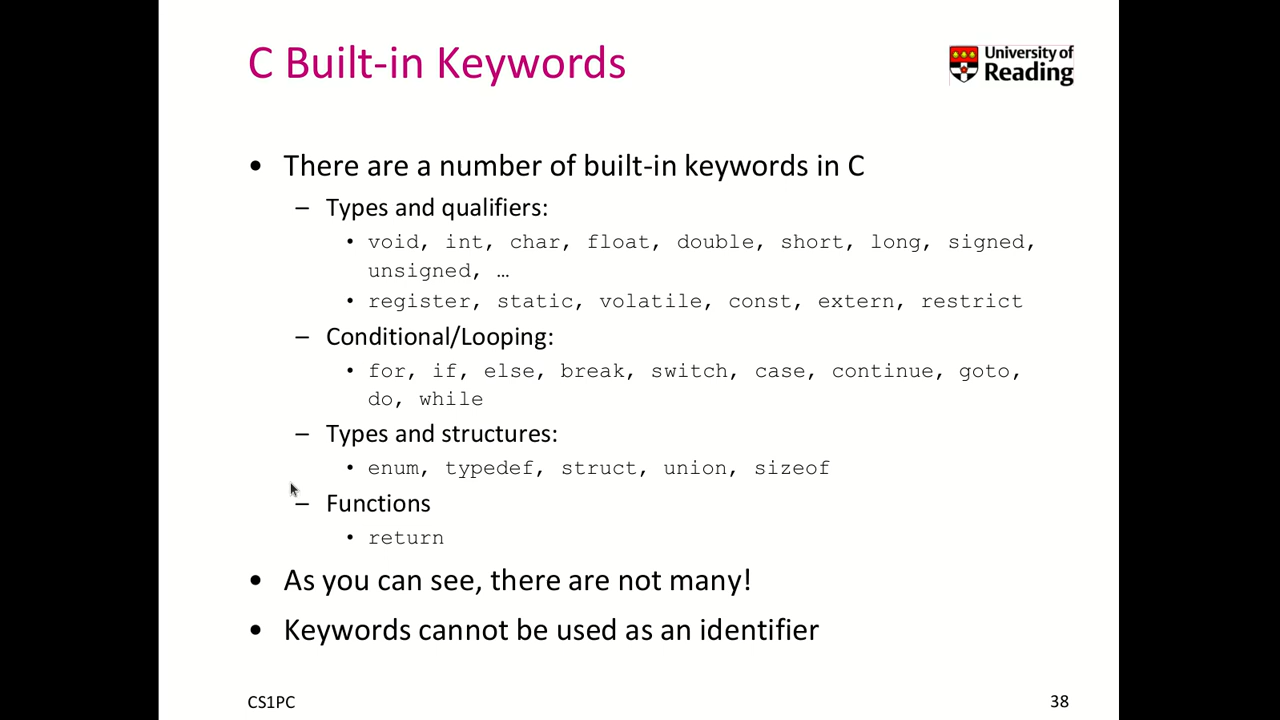 C Built-in Keywords
University of
Reading
• There are a number of built-in keywords in C
– Types and qualifiers:
• void, int, char, float, double, short, long, signed,
unsigned, …
• register, static, volatile, const, extern, restrict
– Conditional/Looping:
• for, if, else, break, switch, case, continue, goto,
do, while
– Types and structures:
• enum, typedef, struct, union, sizeof
– Functions
• return
• As you can see, there are not many!
• Keywords cannot be used as an identifier
CS1PC
38